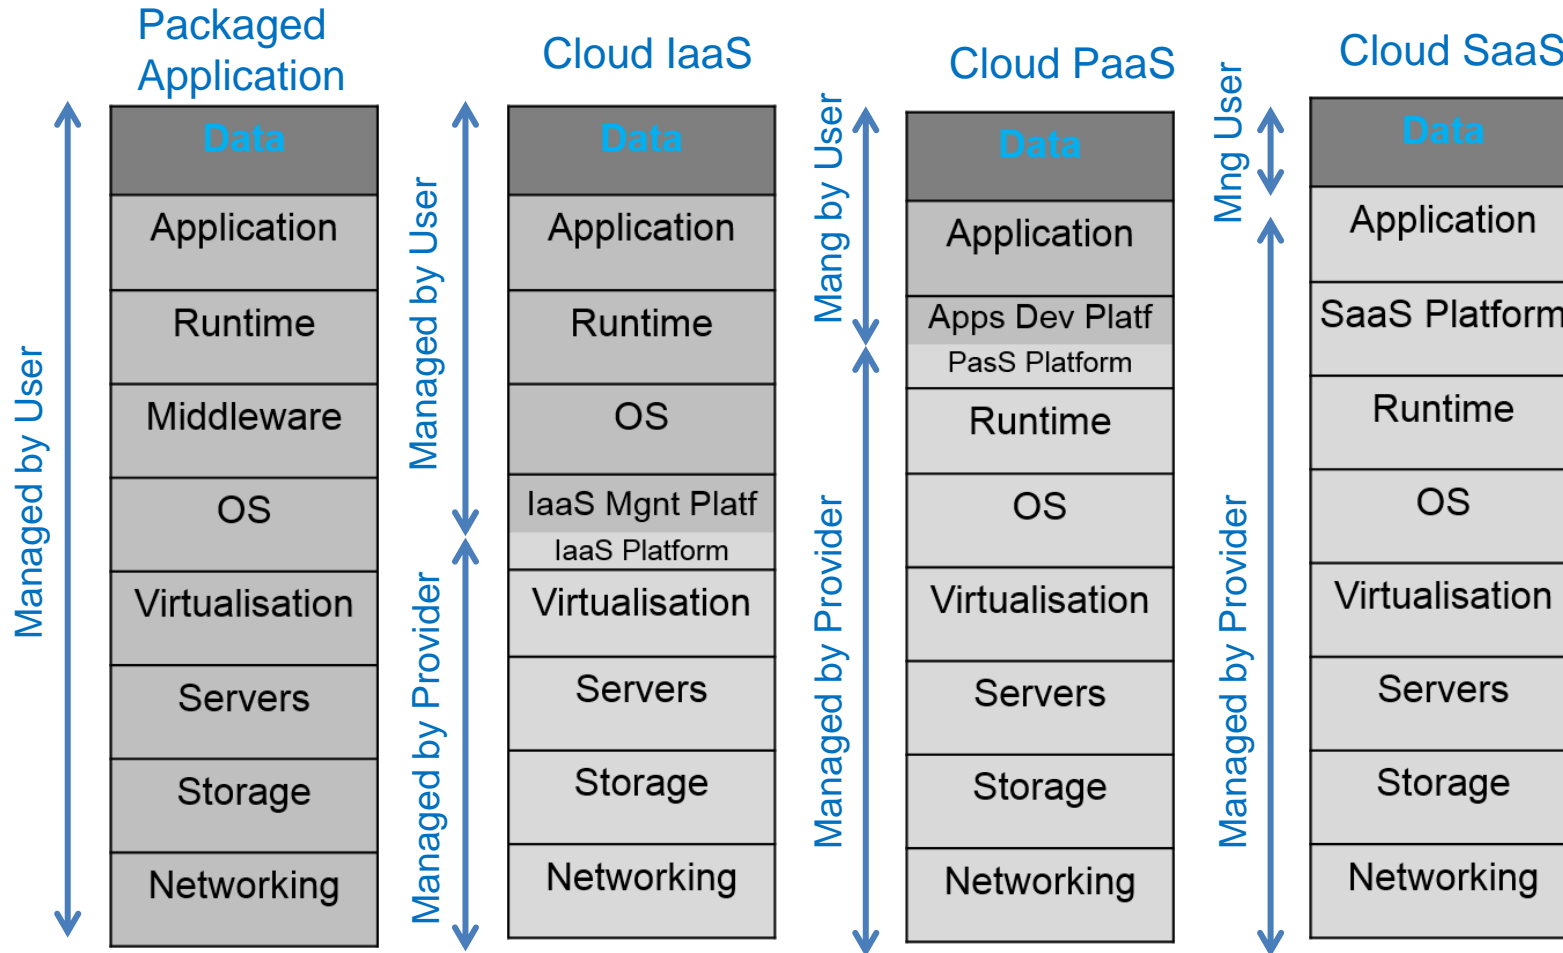 Packaged
Application
Managed by User
Data
Application
Runtime
Middleware
OS
Virtualisation
Servers
Storage
Networking
Cloud IaaS
Managed by User
Managed by Provider
Data
Application
Runtime
OS
IaaS Mgnt Platf
IaaS Platform
Virtualisation
Servers
Storage
Networking
Cloud PaaS
Mang by User
Managed by Provider
Data
Application
Apps Dev Platf
PasS Platform
Runtime
OS
Virtualisation
Servers
Storage
Networking
Cloud SaaS
Mng User
Managed by Provider
Data
Application
SaaS Platform
Runtime
OS
Virtualisation
Servers
Storage
Networking